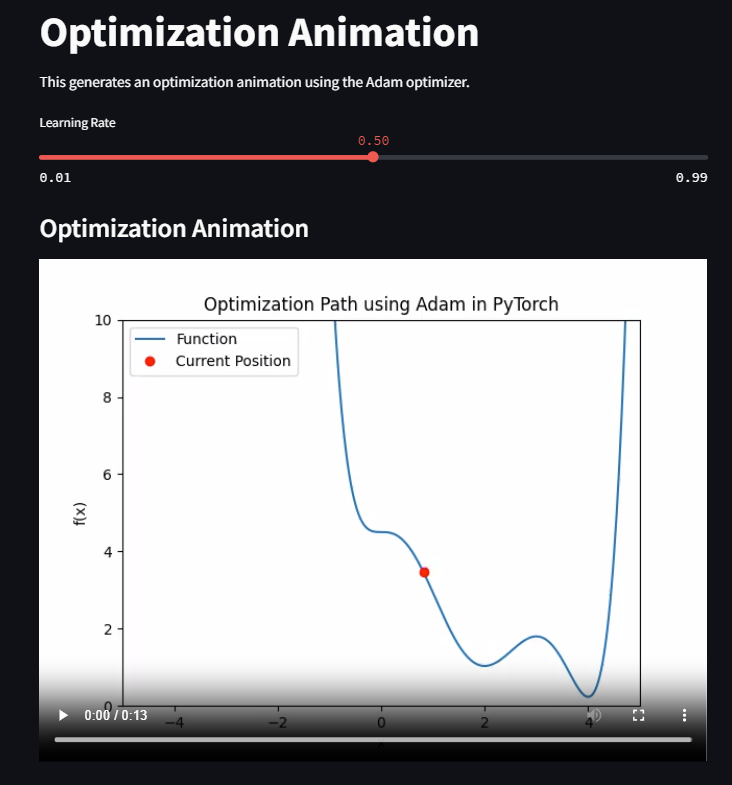 Optimization Animation
This generates an optimization animation using the Adam optimizer.
Learning Rate
0.50
0.01 0.99
Optimization Animation
Optimization Path using Adam in PyTorch
10
Function
Current Position
8
6
f(x)
4
2
0
0:00 / 0:13
−4 −2 0 2 4